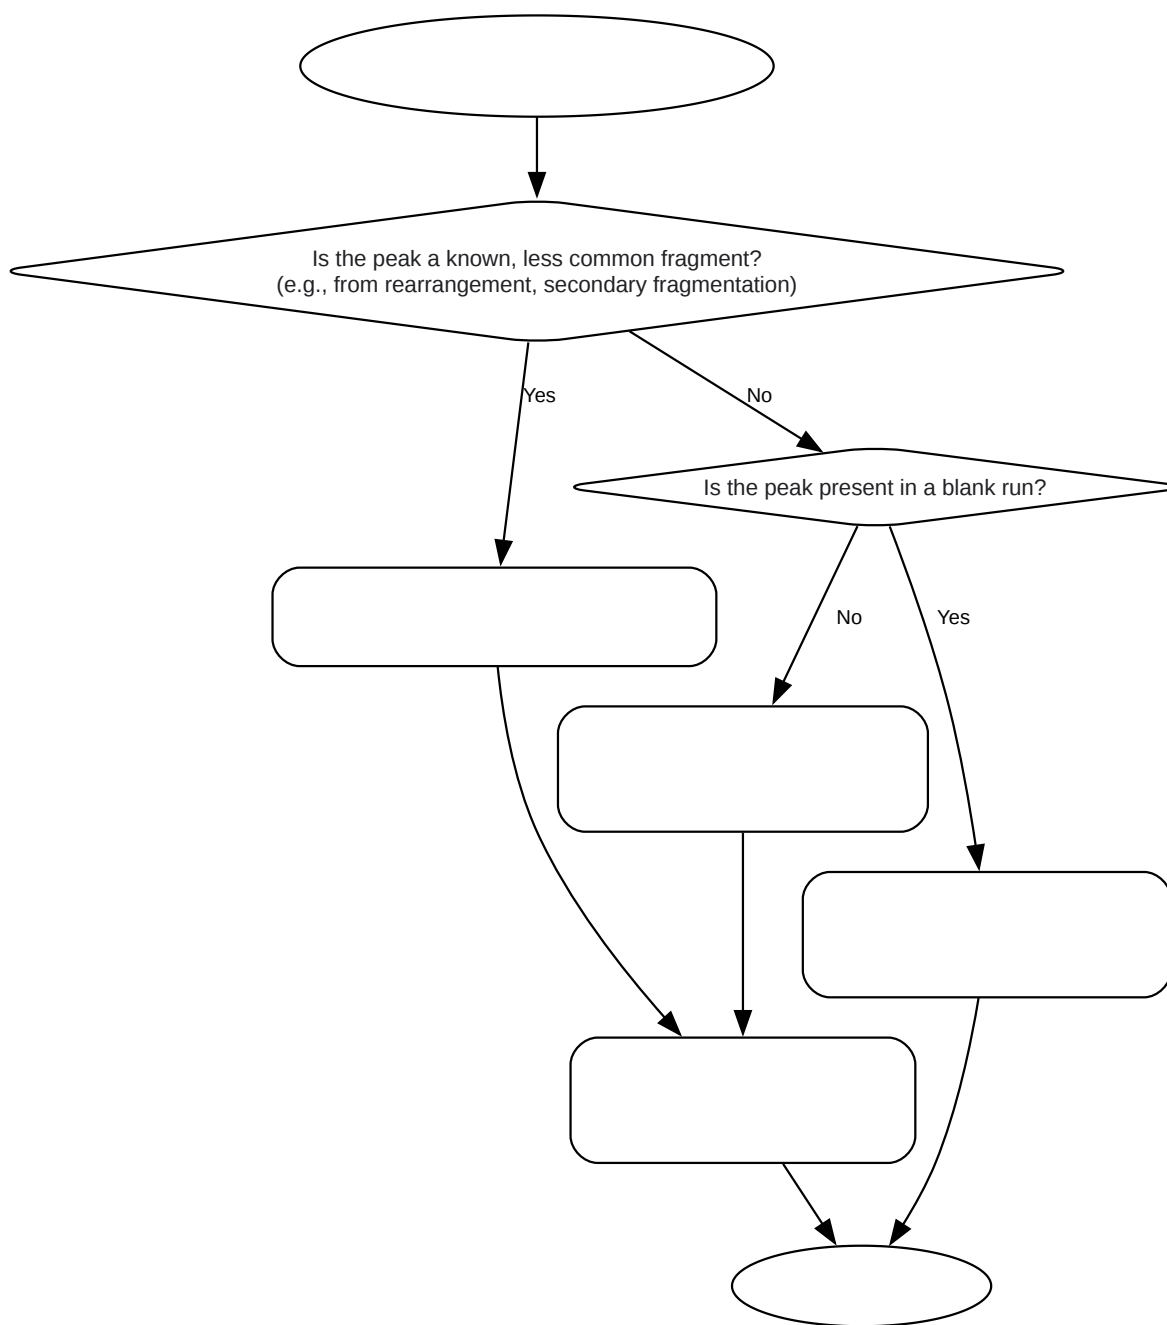 Is the peak a known, less common fragment?
(e.g., from rearrangement, secondary fragmentation)
Yes
No
Is the peak present in a blank run?
No
Yes